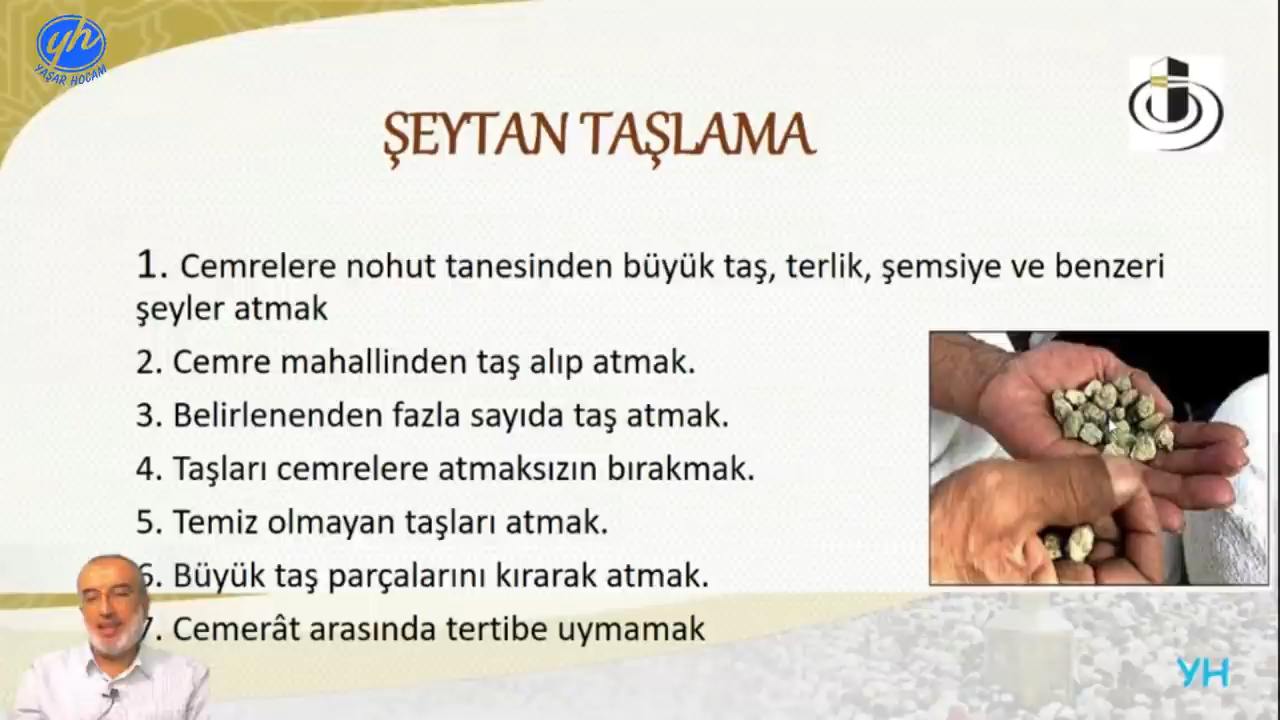 yh
YAŞAR HOCAM
ŞEYTAN TAŞLAMA
1. Cemrelere nohut tanesinden büyük taş, terlik, şemsiye ve benzeri
şeyler atmak
2. Cemre mahallinden taş alıp atmak.
3. Belirlenenden fazla sayıda taş atmak.
4. Taşları cemrelere atmaksızın bırakmak.
5. Temiz olmayan taşları atmak.
6. Büyük taş parçalarını kırarak atmak.
7. Cemerât arasında tertibe uymamak
YH